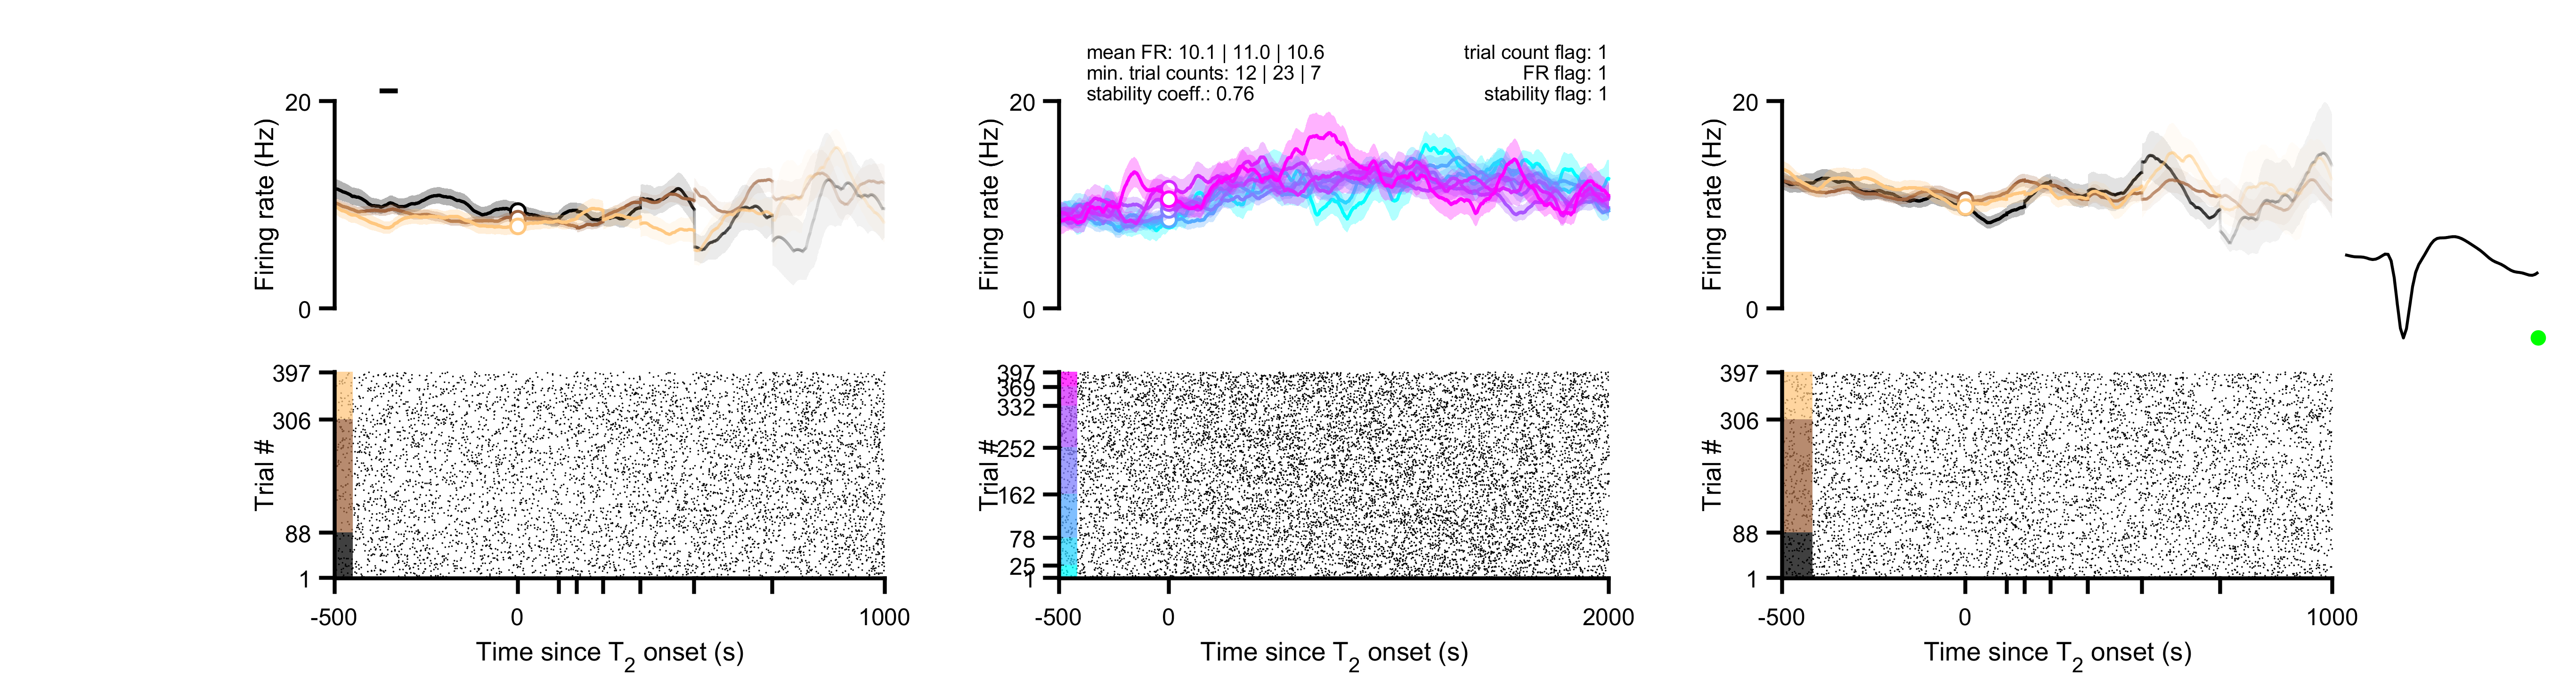 mean FR: 10.1 | 11.0 | 10.6
min. trial counts: 12 | 23 | 7
stability coeff.: 0.76
trial count flag: 1
FR flag: 1
stability flag: 1
20
Firing rate (Hz)
0
397
306
Trial #
88
1
-500
0
1000
Time since T2 onset (s)
20
Firing rate (Hz)
0
397
369
332
252
Trial #
162
78
25
1
-500
0
2000
Time since T2 onset (s)
20
Firing rate (Hz)
0
397
306
Trial #
88
1
-500
0
1000
Time since T2 onset (s)